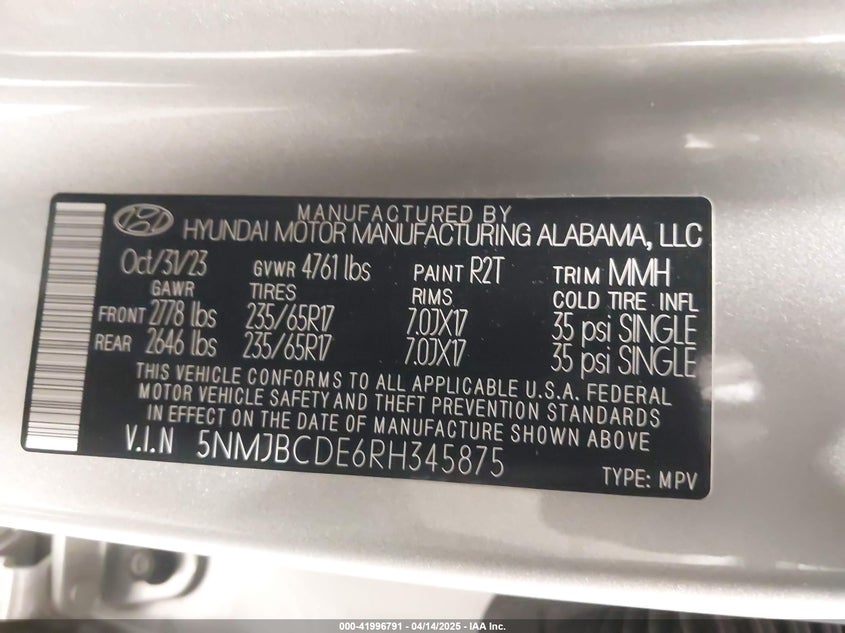 MANUFACTURED BY
HYUNDAI MOTOR MANUFACTURING ALABAMA, LLC
Oct/31/23 GVWR 4761 lbs PAINT R2T TRIM MMH
GAWR TIRES RIMS COLD TIRE INFL
FRONT 2778 lbs 235/65R17 7.0JX17 35 psi SINGLE
REAR 2646 lbs 235/65R17 7.0JX17 35 psi SINGLE
THIS VEHICLE CONFORMS TO ALL APPLICABLE U.S.A. FEDERAL
MOTOR VEHICLE SAFETY AND THEFT PREVENTION STANDARDS
IN EFFECT ON THE DATE OF MANUFACTURE SHOWN ABOVE
V.I.N 5NMJBCDE6RH345875
TYPE: MPV
000-41996791 - 04/14/2025 - IAA Inc.